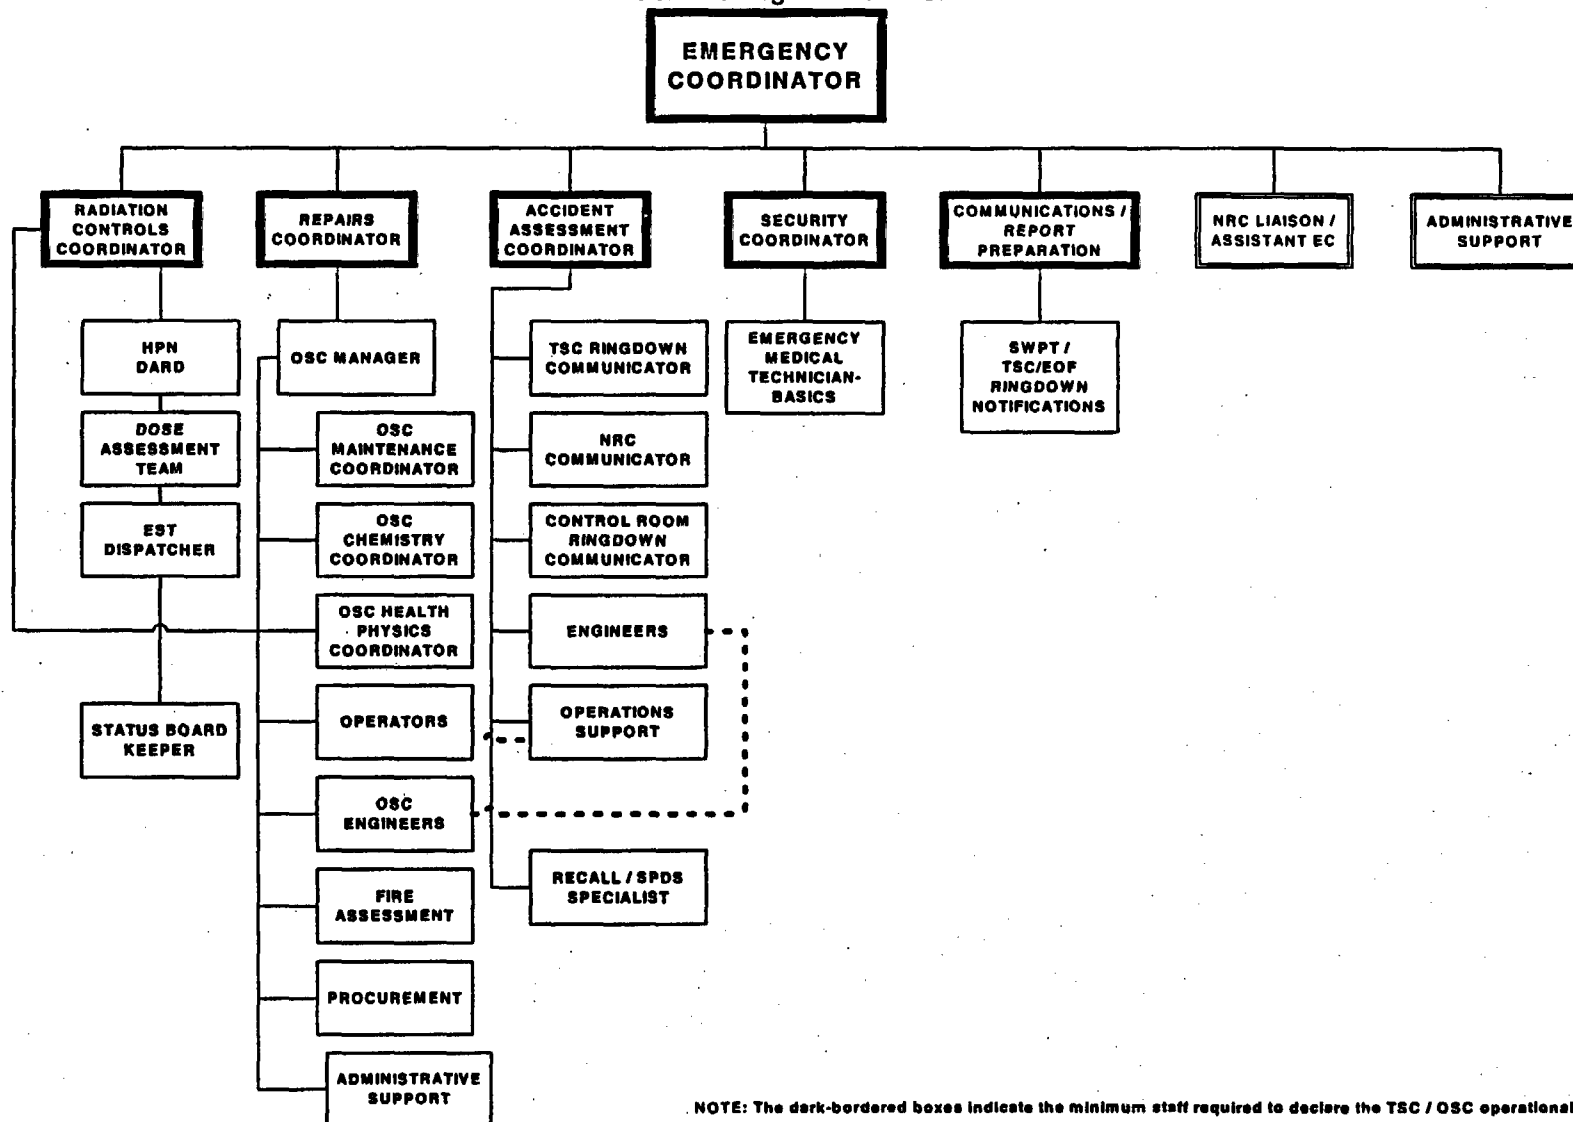 EMERGENCY
COORDINATOR
RADIATION
CONTROLS
COORDINATOR
REPAIRS
COORDINATOR
ACCIDENT
ASSESSMENT
COORDINATOR
SECURITY
COORDINATOR
COMMUNICATIONS /
REPORT
PREPARATION
NRC LIAISON /
ASSISTANT EC
ADMINISTRATIVE
SUPPORT
HPN
DARD
DOSE
ASSESSMENT
TEAM
EST
DISPATCHER
STATUS BOARD
KEEPER
OSC MANAGER
OSC
MAINTENANCE
COORDINATOR
OSC
CHEMISTRY
COORDINATOR
OSC HEALTH
PHYSICS
COORDINATOR
OPERATORS
OSC
ENGINEERS
FIRE
ASSESSMENT
PROCUREMENT
ADMINISTRATIVE
SUPPORT
TSC RINGDOWN
COMMUNICATOR
NRC
COMMUNICATOR
CONTROL ROOM
RINGDOWN
COMMUNICATOR
ENGINEERS
OPERATIONS
SUPPORT
RECALL / SPDS
SPECIALIST
EMERGENCY
MEDICAL
TECHNICIAN-
BASICS
SWPT /
TSC/EOF
RINGDOWN
NOTIFICATIONS
NOTE: The dark-bordered boxes indicate the minimum staff required to declare the TSC / OSC operational